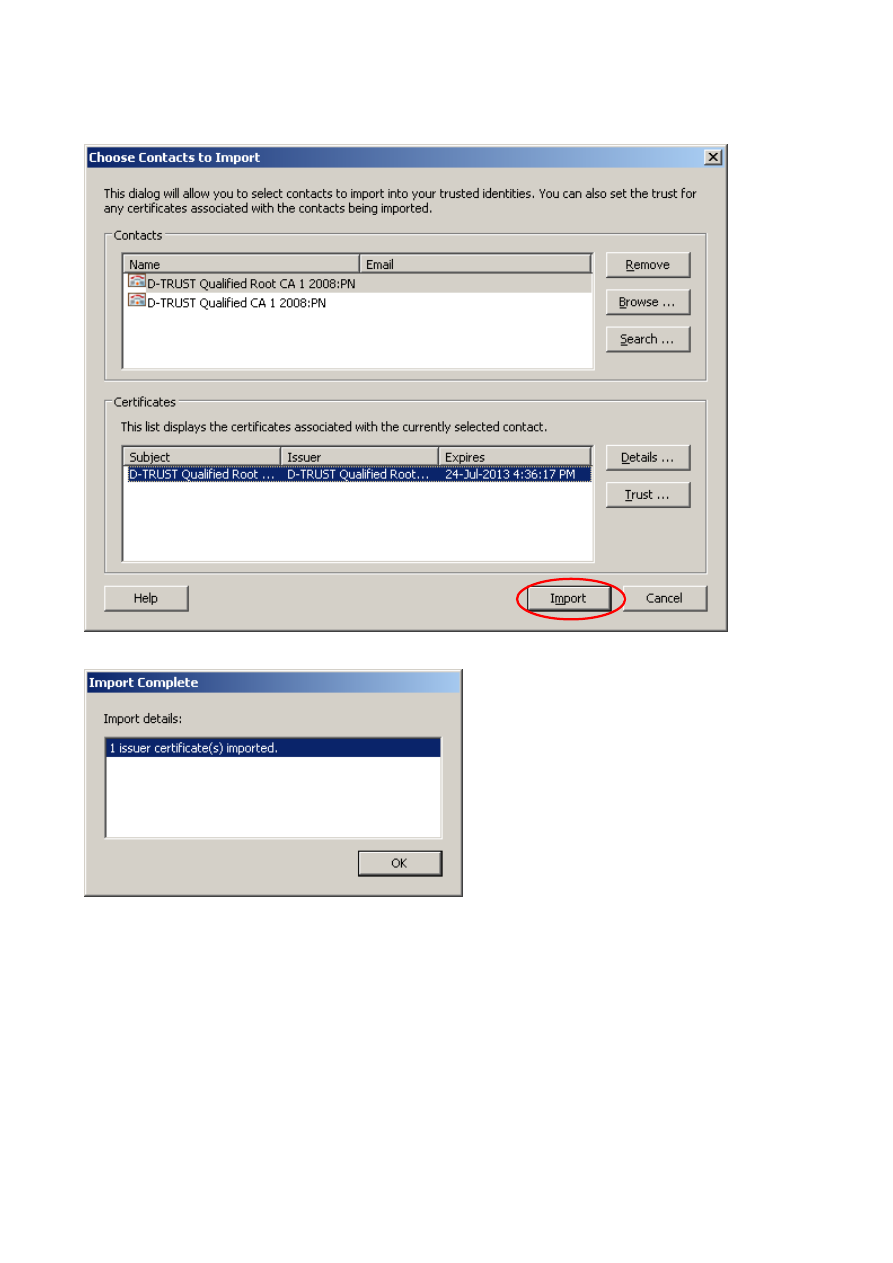 Choose Contacts to Import
This dialog will allow you to select contacts to import into your trusted identities. You can also set the trust for
any certificates associated with the contacts being imported.
Contacts
Name Email
D-TRUST Qualified Root CA 1 2008:PN
D-TRUST Qualified CA 1 2008:PN
Remove
Browse ...
Search ...
Certificates
This list displays the certificates associated with the currently selected contact.
Subject Issuer Expires
D-TRUST Qualified Root ... D-TRUST Qualified Root... 24-Jul-2013 4:36:17 PM
Details ...
Trust ...
Help Import Cancel
Import Complete
Import details:
1 issuer certificate(s) imported.
OK